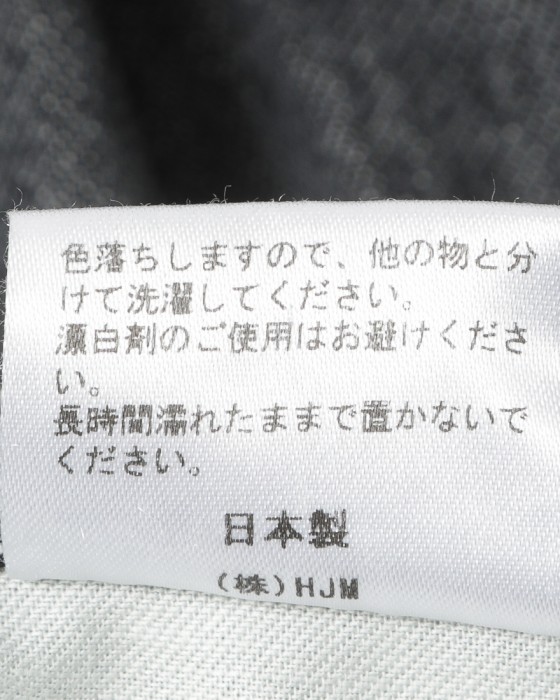 色落ちしますので、他の物と分
けて洗濯してください。
漂白剤のご使用はお避けくださ
い。
長時間濡れたままで置かないで
ください。
日本製
(株)HJM